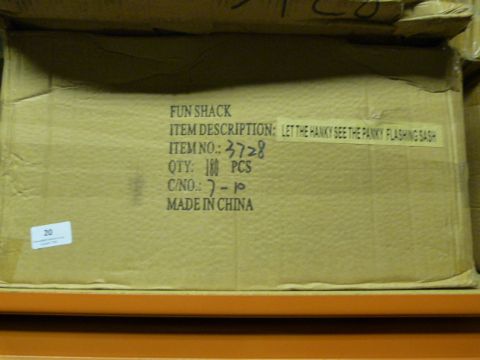 FUN SHACK
ITEM DESCRIPTION: LET THE HANKY SEE THE PANKY FLASHING SASH
ITEM NO.: 3728
QTY: 180 PCS
C/NO.: 7-10
MADE IN CHINA
20